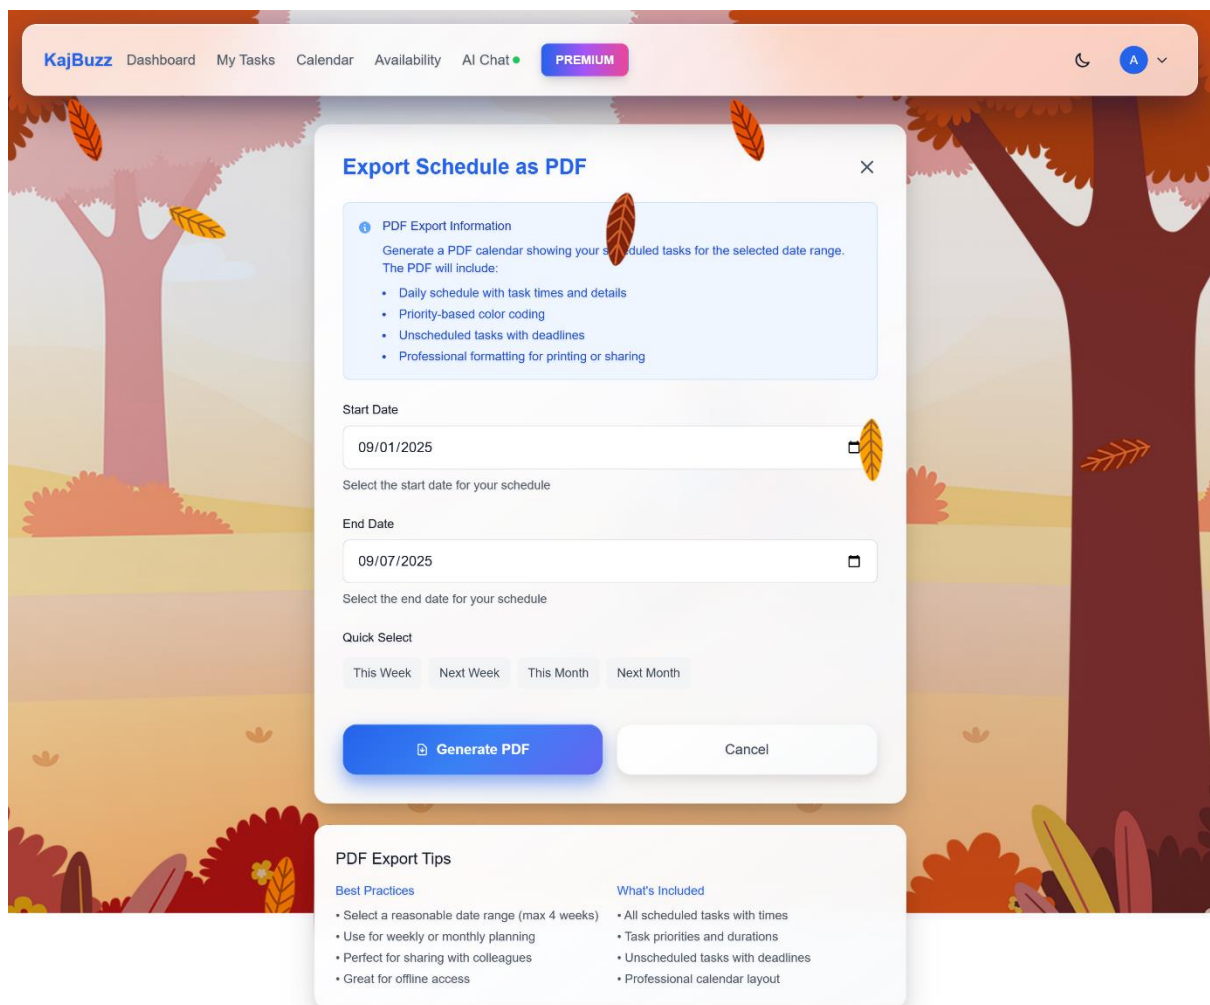 KajBuzz Dashboard My Tasks Calendar Availability AI Chat PREMIUM A
Export Schedule as PDF
PDF Export Information
Generate a PDF calendar showing your scheduled tasks for the selected date range.
The PDF will include:
• Daily schedule with task times and details
• Priority-based color coding
• Unscheduled tasks with deadlines
• Professional formatting for printing or sharing
Start Date
09/01/2025
Select the start date for your schedule
End Date
09/07/2025
Select the end date for your schedule
Quick Select
This Week Next Week This Month Next Month
Generate PDF Cancel
PDF Export Tips
Best Practices
• Select a reasonable date range (max 4 weeks)
• Use for weekly or monthly planning
• Perfect for sharing with colleagues
• Great for offline access
What's Included
• All scheduled tasks with times
• Task priorities and durations
• Unscheduled tasks with deadlines
• Professional calendar layout